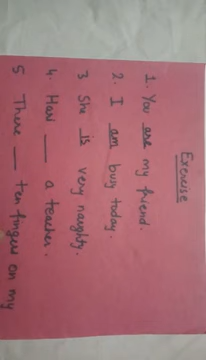 Exercise
1. You are my friend.
2. I am busy today.
3 She is very naughty.
4. Hari ___ a teacher.
5 There ___ ten fingers on my